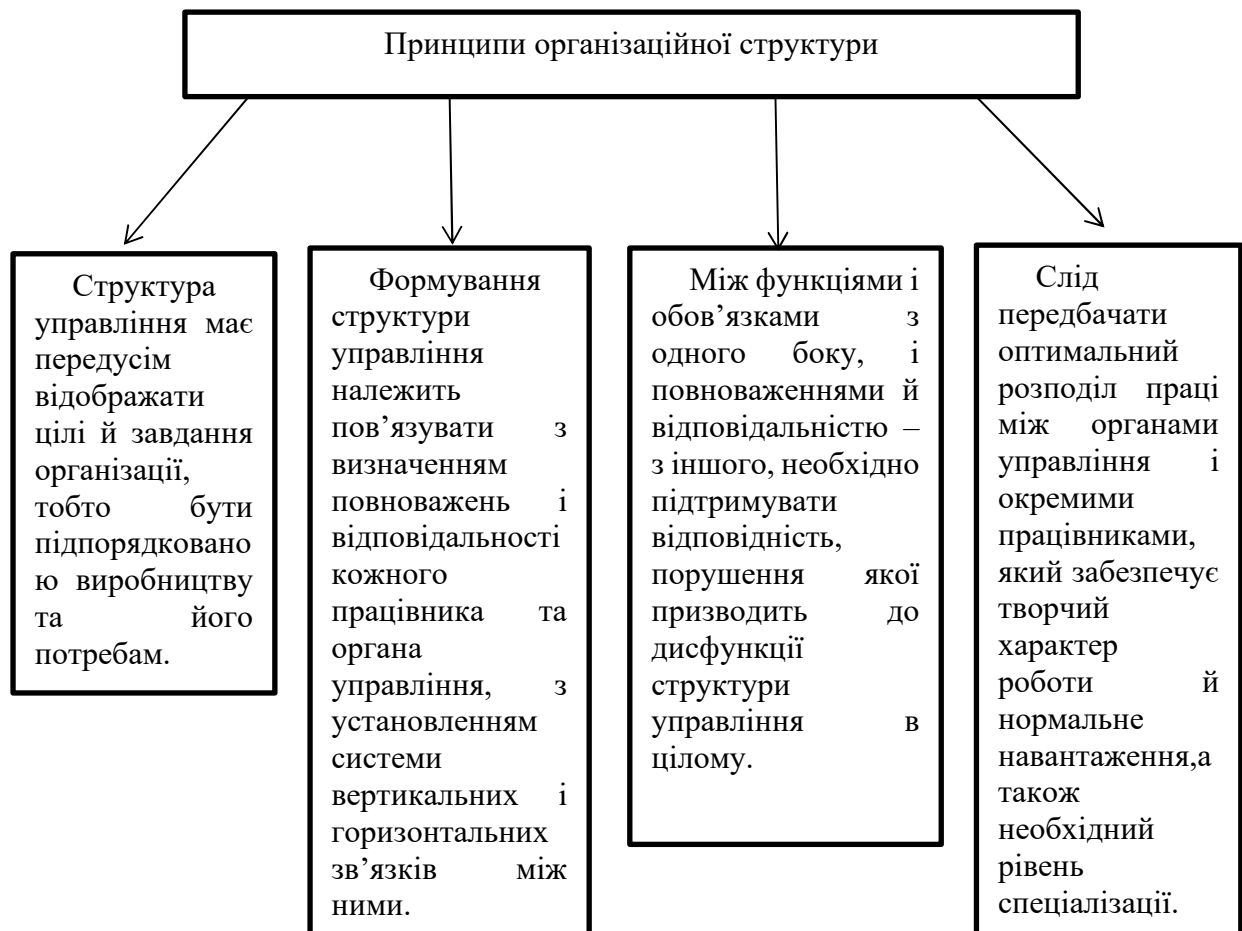 Принципи організаційної структури
Структура
управління має
передусім
відображати
цілі й завдання
організації,
тобто бути
підпорядковано
ю виробництву
та його
потребам.
Формування
структури
управління
належить
пов’язувати з
визначенням
повноважень і
відповідальності
кожного
працівника та
органа
управління, з
установленням
системи
вертикальних і
горизонтальних
зв’язків між
ними.
Між функціями і
обов’язками з
одного боку, і
повноваженнями й
відповідальністю –
з іншого, необхідно
підтримувати
відповідність,
порушення якої
призводить до
дисфункції
структури
управління в
цілому.
Слід
передбачати
оптимальний
розподіл праці
між органами
управління і
окремими
працівниками,
який забезпечує
творчий
характер
роботи й
нормальне
навантаження,а
також
необхідний
рівень
спеціалізації.